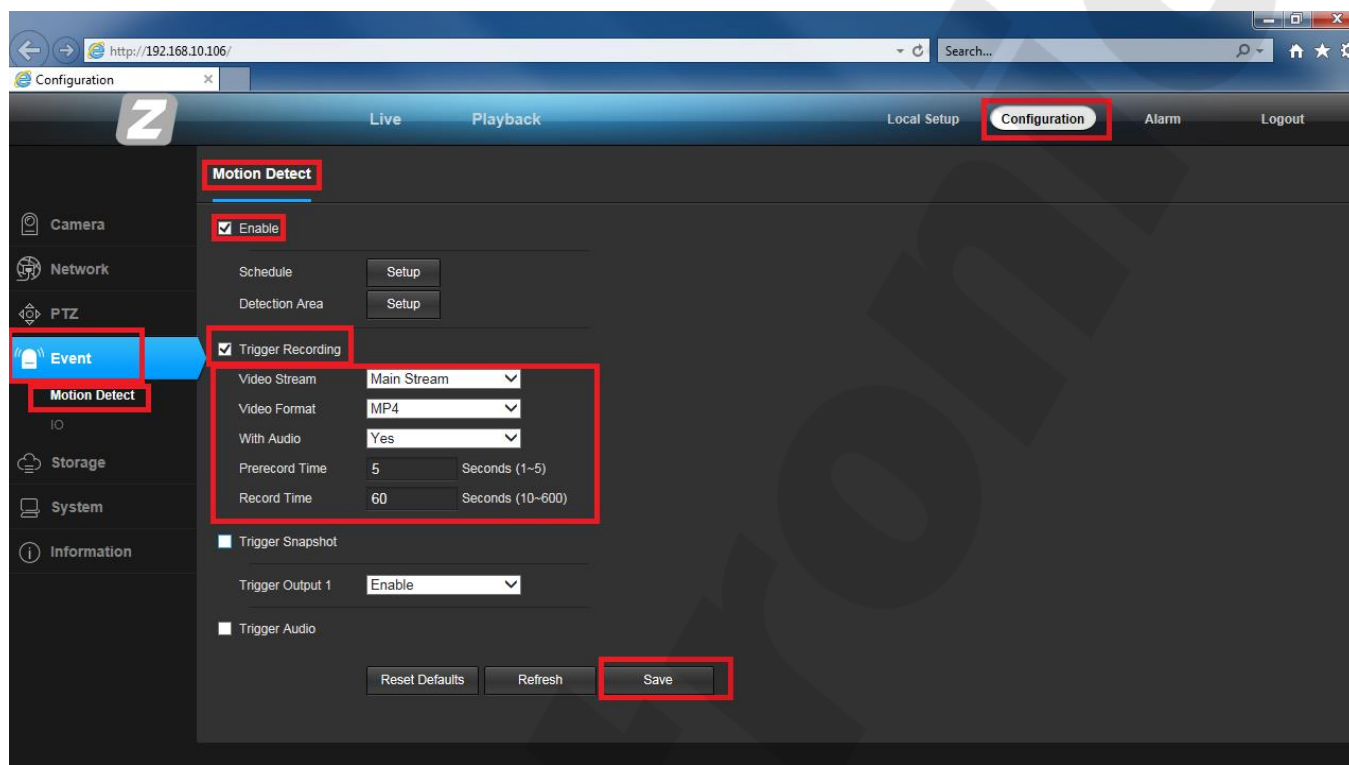 http://192.168.10.106/
Search...
Configuration
Z
Live Playback Local Setup Configuration Alarm Logout
Motion Detect
Camera
Network
PTZ
Event
Motion Detect
IO
Storage
System
Information
Enable
Schedule Setup
Detection Area Setup
Trigger Recording
Video Stream Main Stream
Video Format MP4
With Audio Yes
Prerecord Time 5 Seconds (1~5)
Record Time 60 Seconds (10~600)
Trigger Snapshot
Trigger Output 1 Enable
Trigger Audio
Reset Defaults Refresh Save